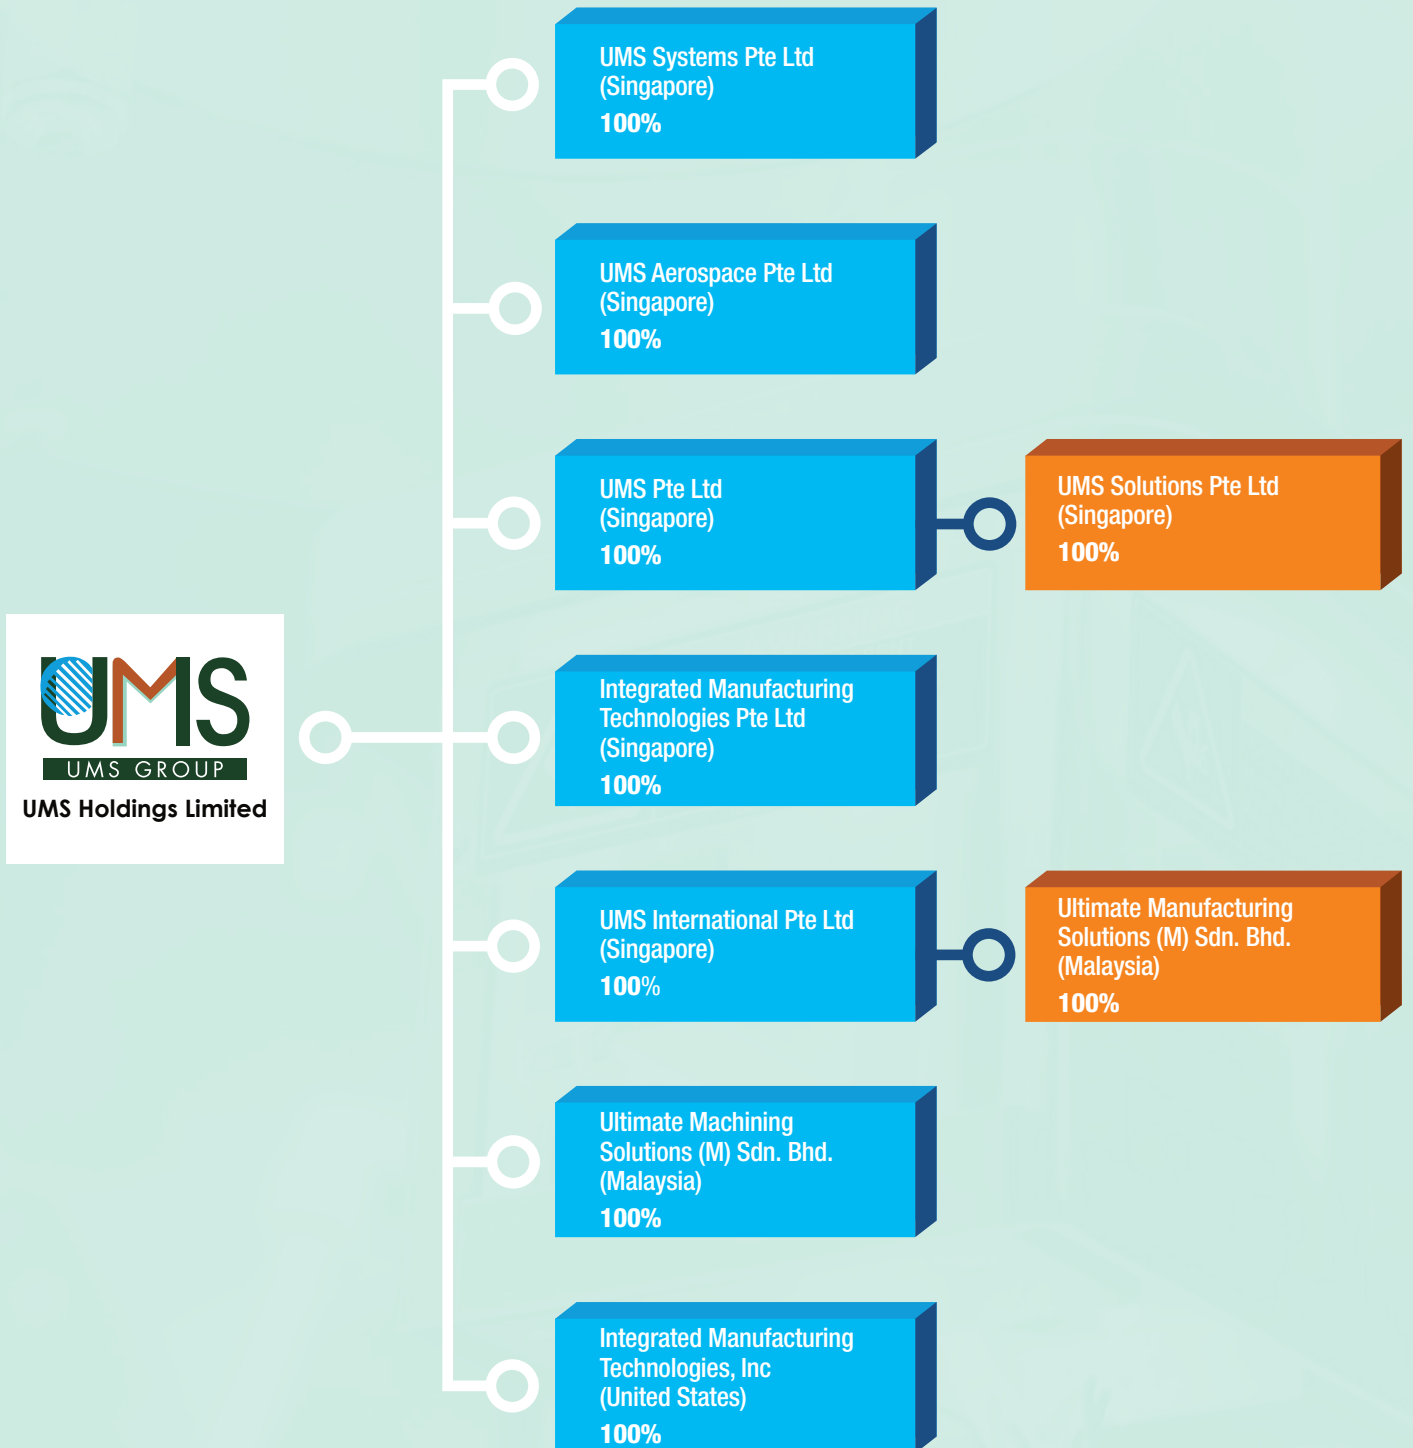 UMS Systems Pte Ltd
(Singapore)
100%
UMS Aerospace Pte Ltd
(Singapore)
100%
UMS Pte Ltd
(Singapore)
100%
UMS Solutions Pte Ltd
(Singapore)
100%
UMS
UMS GROUP
UMS Holdings Limited
Integrated Manufacturing
Technologies Pte Ltd
(Singapore)
100%
UMS International Pte Ltd
(Singapore)
100%
Ultimate Manufacturing
Solutions (M) Sdn. Bhd.
(Malaysia)
100%
Ultimate Machining
Solutions (M) Sdn. Bhd.
(Malaysia)
100%
Integrated Manufacturing
Technologies, Inc
(United States)
100%